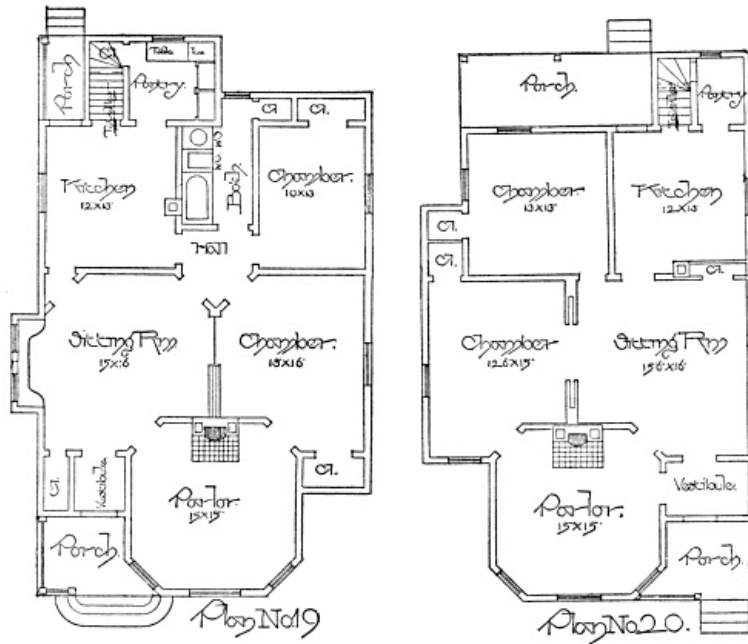 Porch
Pantry.
Table
Cl.
Cl.
Kitchen
12x13
Bath
Chamber.
10x13
Hall
Sitting Rm
15x16
Chamber.
13x16
Cl.
Cl.
Vestibule
Parlor.
15x15
Porch.
Plan No.19
Porch.
Pantry
Chamber.
13x13
Kitchen
12x13
Cl.
Cl.
Cl.
Chamber
12.6x15
Sitting Rm
15.6x16
Vestibule.
Parlor.
15x15
Porch.
Plan No.20.